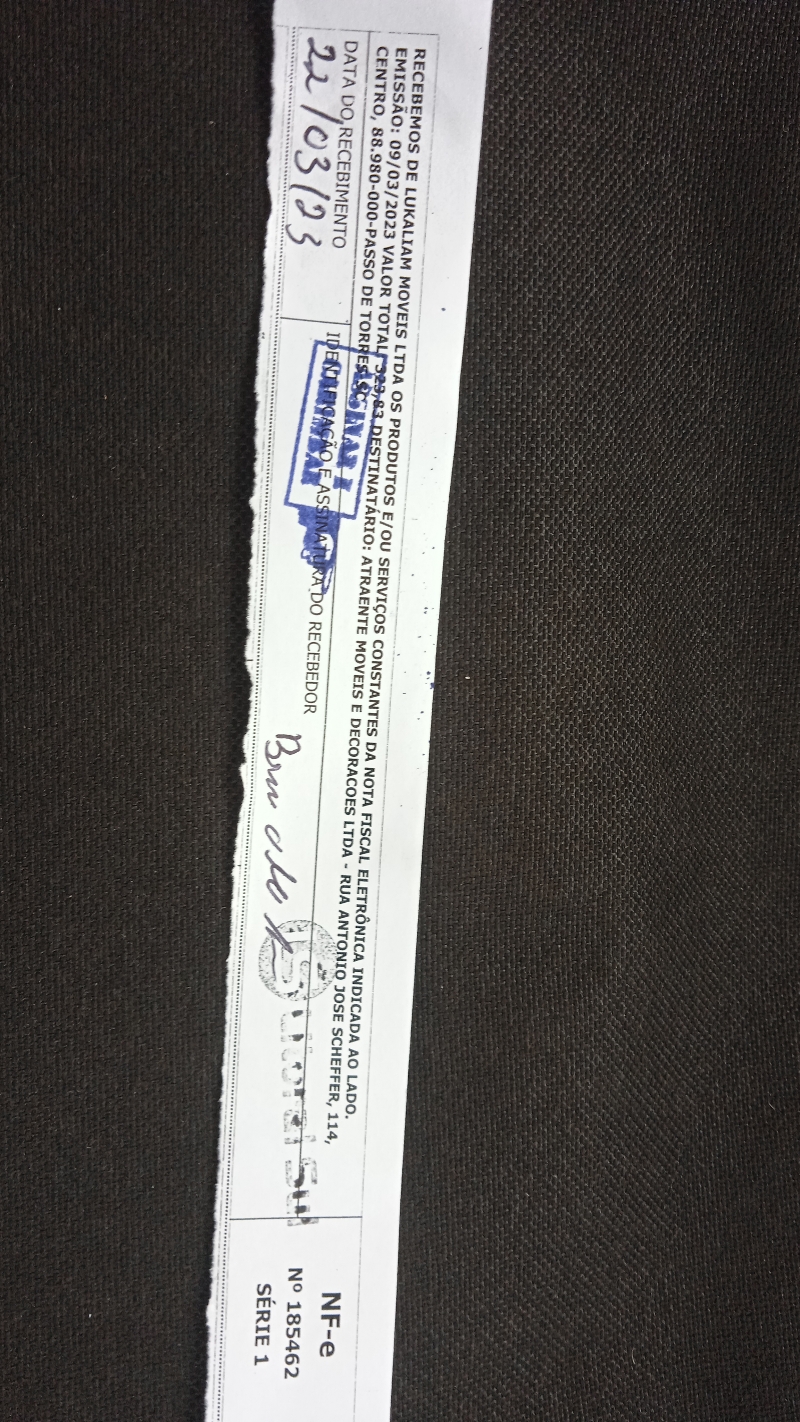 RECEBEMOS DE LUKALIAM MOVEIS LTDA OS PRODUTOS E/OU SERVIÇOS CONSTANTES DA NOTA FISCAL ELETRÔNICA INDICADA AO LADO.
EMISSÃO: 09/03/2023 VALOR TOTAL: 323,83 DESTINATÁRIO: ATRAENTE MOVEIS E DECORACOES LTDA - RUA ANTONIO JOSE SCHEFFER, 114,
CENTRO, 88.980-000-PASSO DE TORRES-SC
DATA DO RECEBIMENTO
22/03/23
IDENTIFICAÇÃO E ASSINATURA DO RECEBEDOR
NF-e
Nº 185462
SÉRIE 1